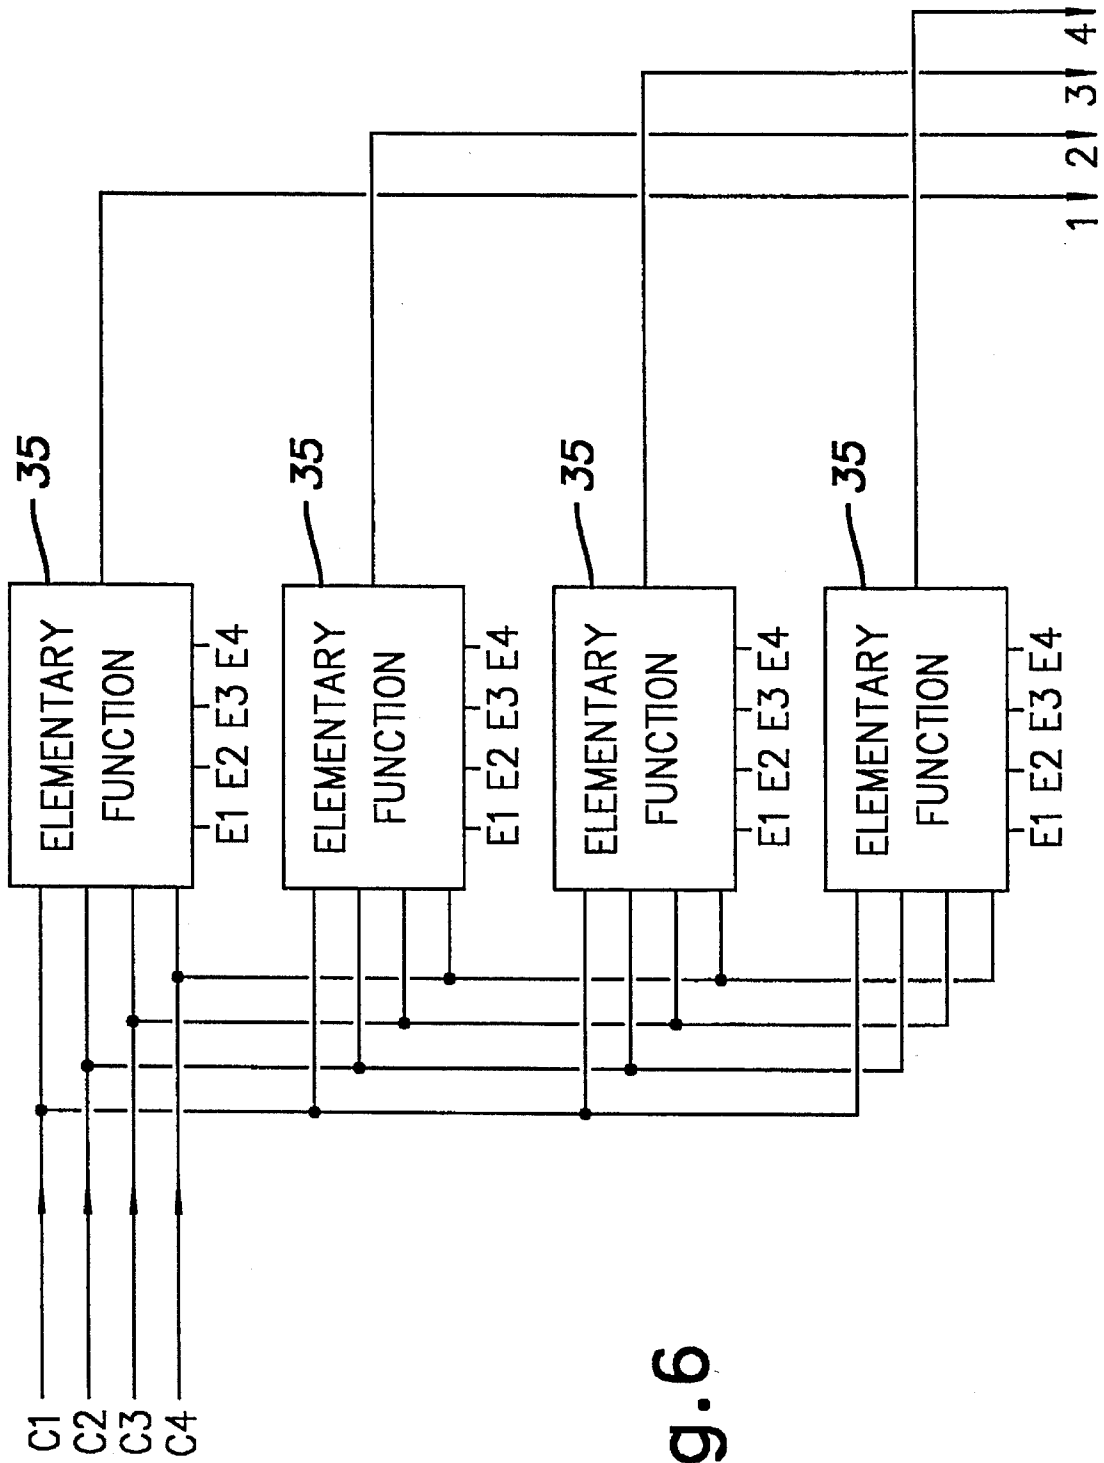 C1
C2
C3
C4
ELEMENTARY
FUNCTION
35
E1 E2 E3 E4
ELEMENTARY
FUNCTION
35
E1 E2 E3 E4
ELEMENTARY
FUNCTION
35
E1 E2 E3 E4
ELEMENTARY
FUNCTION
35
E1 E2 E3 E4
1
2
3
4
g.6